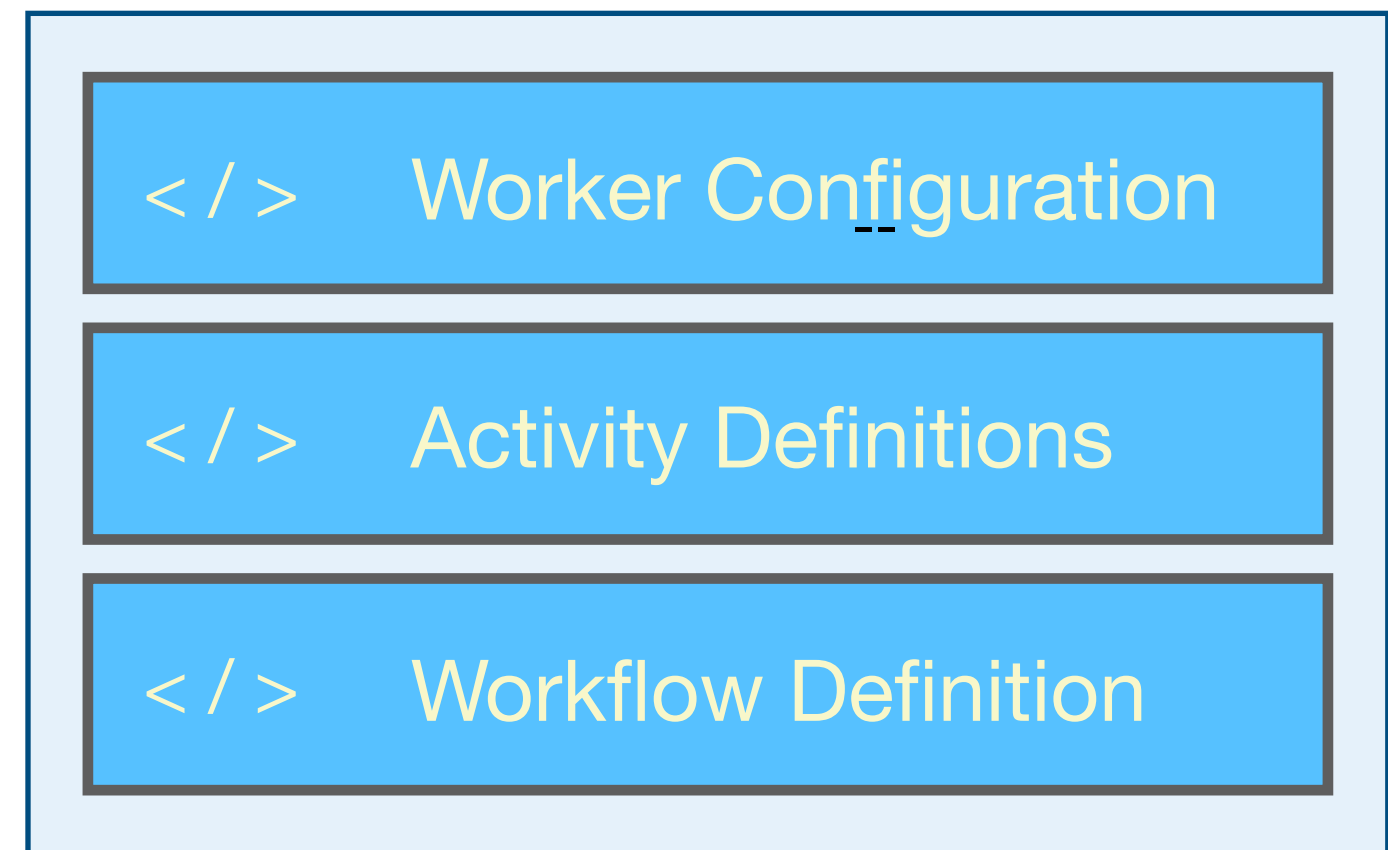 < / > Worker Configuration
< / > Activity Definitions
< / > Workflow Definition